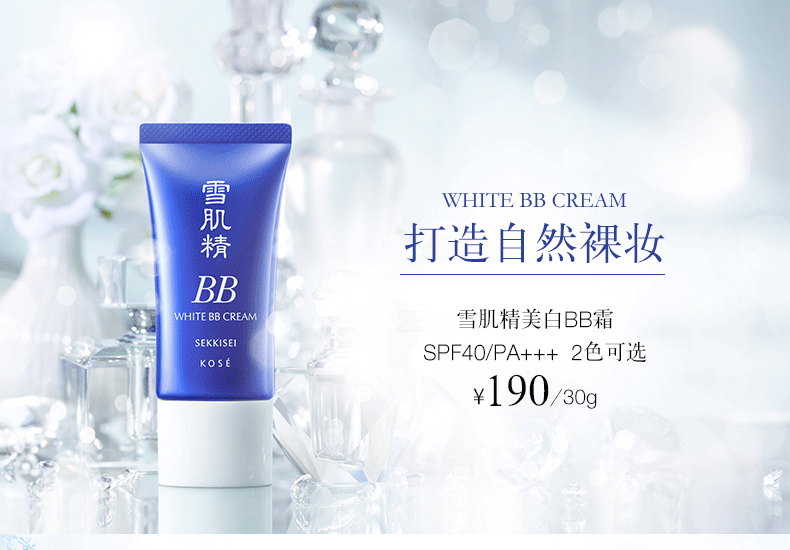 雪肌精
BB
WHITE BB CREAM
SEKKISEI
KOSÉ
WHITE BB CREAM
打造自然裸妆
雪肌精美白BB霜
SPF40/PA+++ 2色可选
¥190/30g